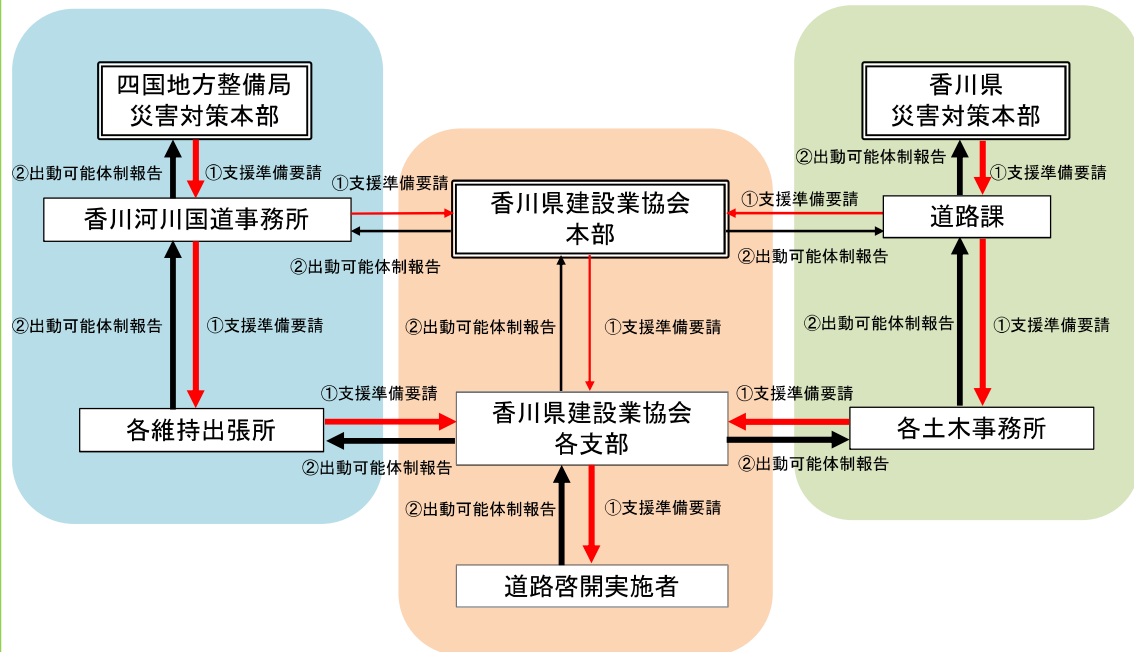 四国地方整備局
災害対策本部
香川県
災害対策本部
②出動可能体制報告
①支援準備要請
②出動可能体制報告
①支援準備要請
①支援準備要請
香川県建設業協会
本部
①支援準備要請
香川河川国道事務所
道路課
②出動可能体制報告
②出動可能体制報告
②出動可能体制報告
①支援準備要請
②出動可能体制報告
①支援準備要請
②出動可能体制報告
①支援準備要請
①支援準備要請
①支援準備要請
各維持出張所
香川県建設業協会
各支部
各土木事務所
②出動可能体制報告
②出動可能体制報告
②出動可能体制報告
①支援準備要請
道路啓開実施者